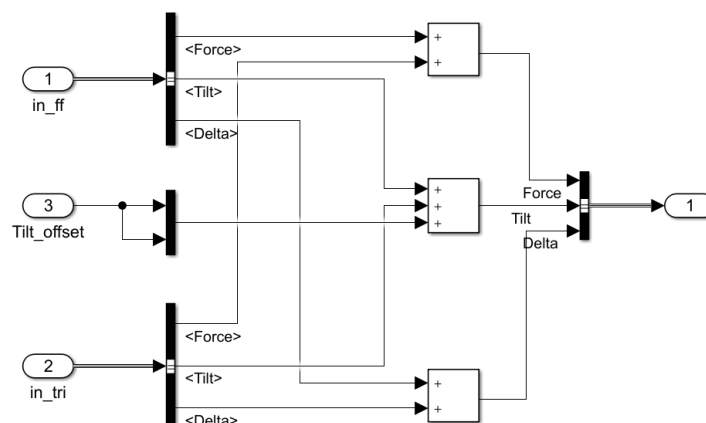 <Force>
+
+
1
in_ff
<Tilt>
<Delta>
3
Tilt_offset
+
+
+
Force
Tilt
Delta
1
<Force>
2
in_tri
<Tilt>
+
+
<Delta>